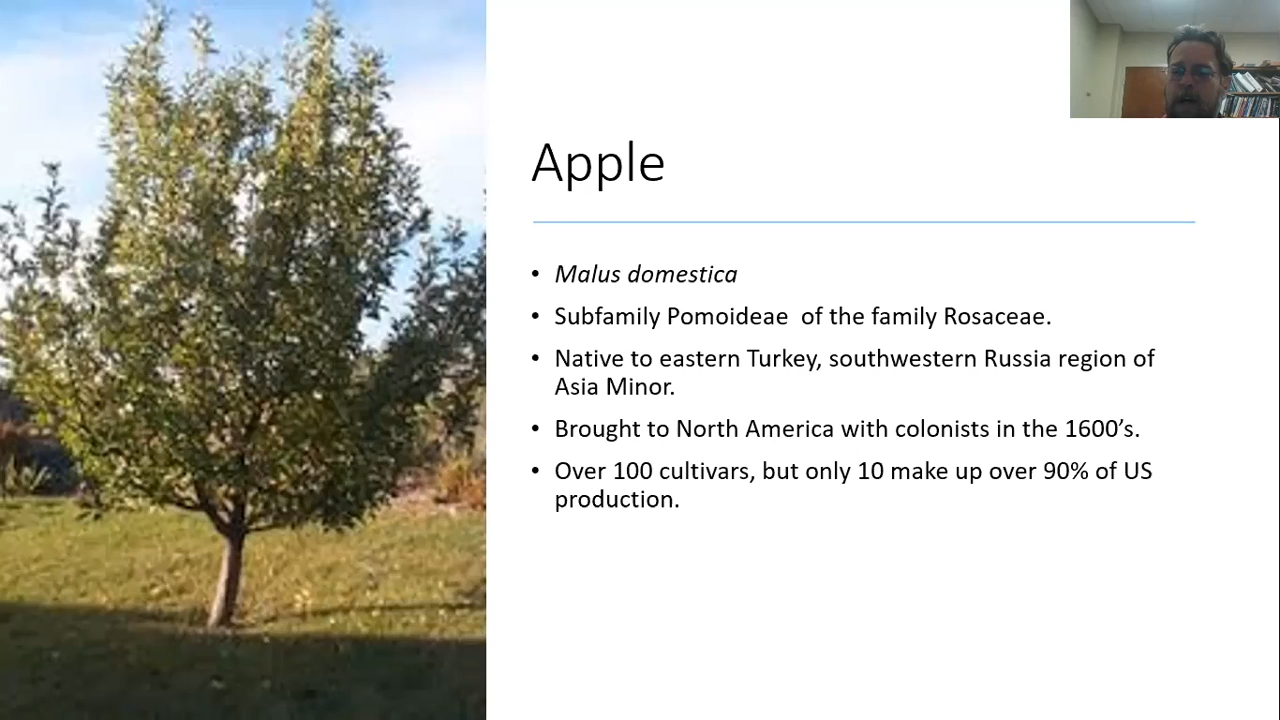 Apple
• Malus domestica
• Subfamily Pomoideae  of the family Rosaceae.
• Native to eastern Turkey, southwestern Russia region of
Asia Minor.
• Brought to North America with colonists in the 1600’s.
• Over 100 cultivars, but only 10 make up over 90% of US
production.